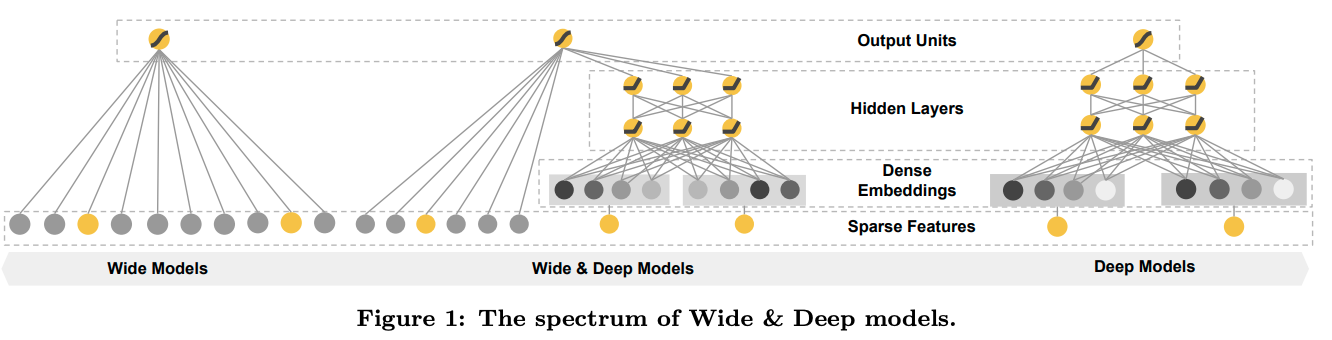 Output Units
Hidden Layers
Dense
Embeddings
Sparse Features
Wide Models
Wide & Deep Models
Deep Models
Figure 1: The spectrum of Wide & Deep models.